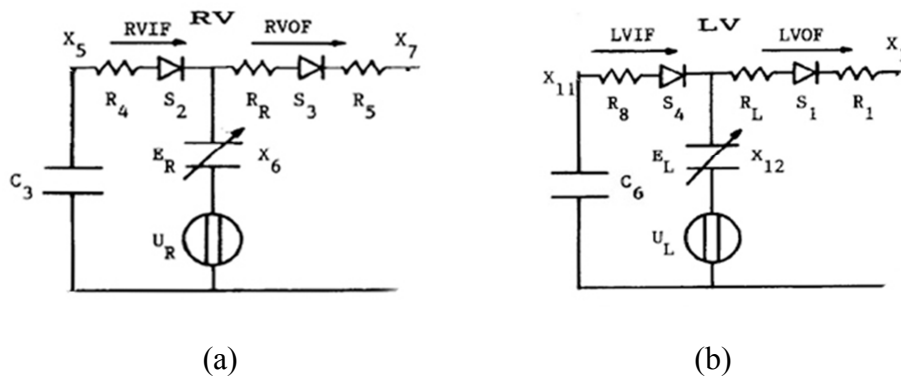 RV
RVIF RVOF
X5 X7
R4 S2 RR S3 R5
ER X6
C3
UR
(a)
LV
LVIF LVOF
X11
R8 S4 RL S1 R1
EL X12
C6
UL
(b)